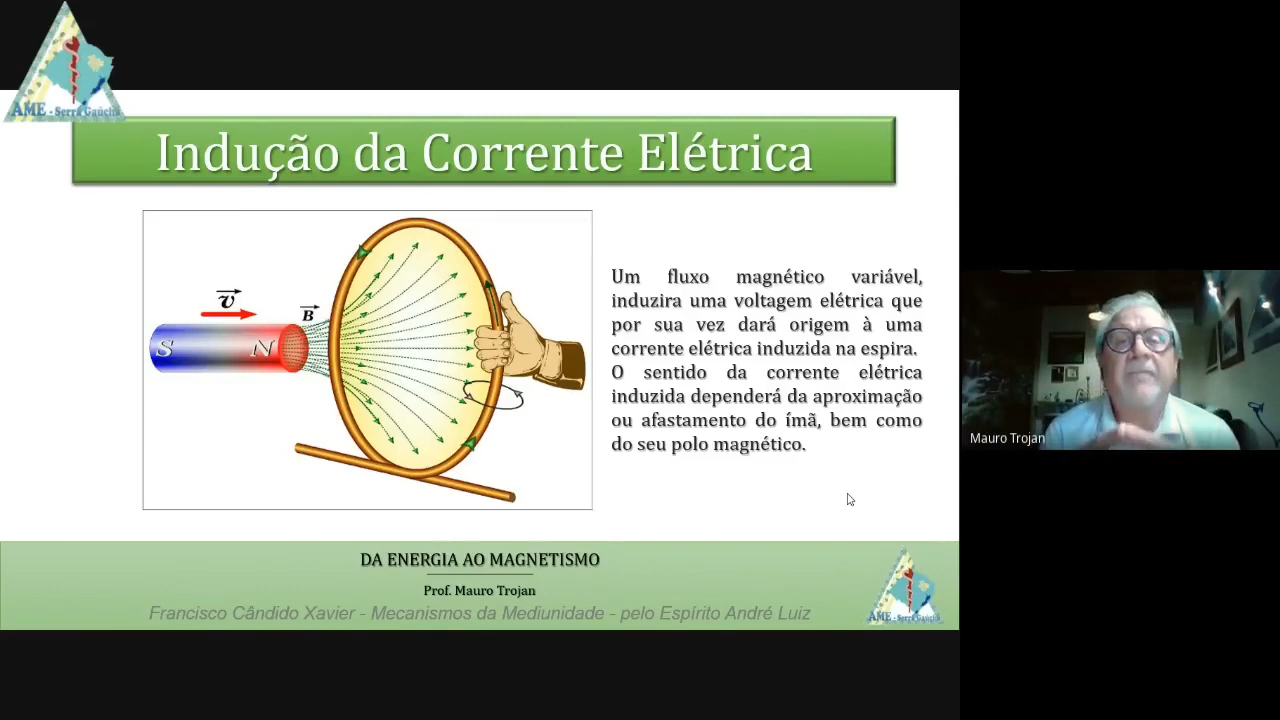 AME - Serra Gaúcha
Indução da Corrente Elétrica
v
B
S
N
Um fluxo magnético variável,
induzira uma voltagem elétrica que
por sua vez dará origem à uma
corrente elétrica induzida na espira.
O sentido da corrente elétrica
induzida dependerá da aproximação
ou afastamento do ímã, bem como
do seu polo magnético.
Mauro Trojan
DA ENERGIA AO MAGNETISMO
Prof. Mauro Trojan
Francisco Cândido Xavier - Mecanismos da Mediunidade - pelo Espírito André Luiz
AME - Serra Gaúcha